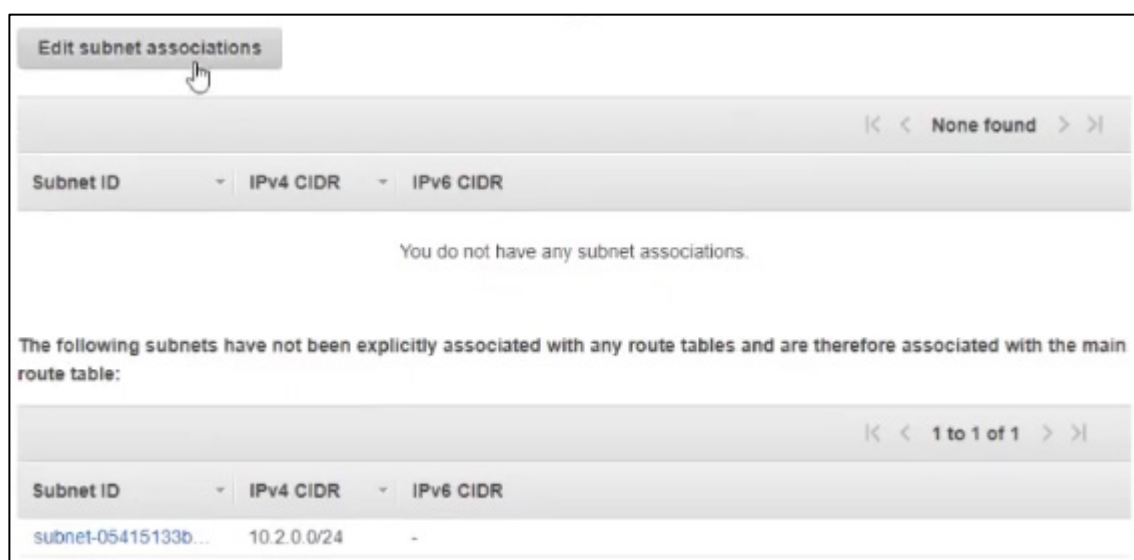 Edit subnet associations
None found
Subnet ID IPv4 CIDR IPv6 CIDR
You do not have any subnet associations.
The following subnets have not been explicitly associated with any route tables and are therefore associated with the main
route table:
1 to 1 of 1
Subnet ID IPv4 CIDR IPv6 CIDR
subnet-05415133b... 10.2.0.0/24 -